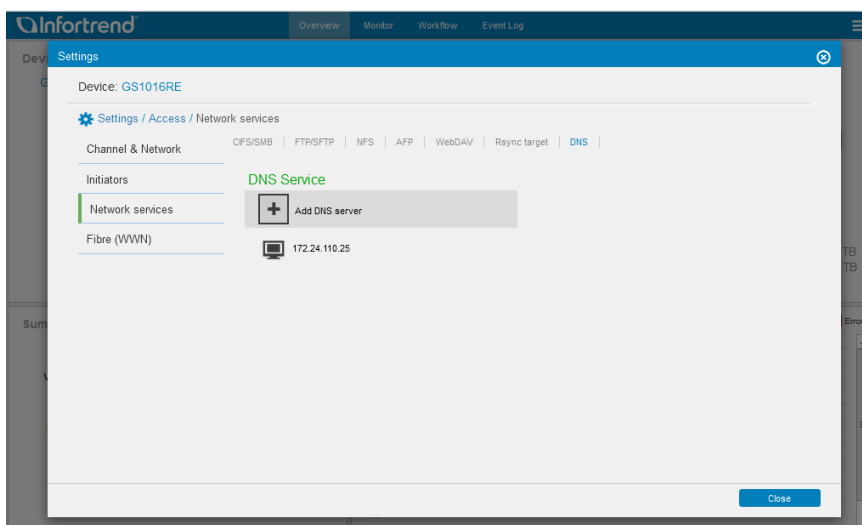 Infortrend
Overview Monitor Workflow Event Log
Settings
Device: GS1016RE
Settings / Access / Network services
CIFS/SMB FTP/SFTP NFS AFP WebDAV Rsync target DNS
Channel & Network
Initiators
Network services
Fibre (WWN)
DNS Service
Add DNS server
172.24.110.25
TB
TB
Close